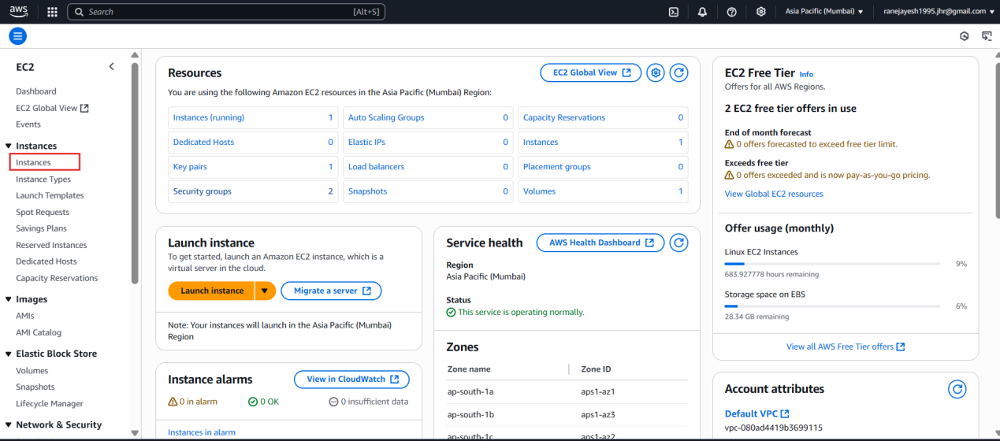 aws
Search
[Alt+S]
Asia Pacific (Mumbai)
ranejayesh1995.jhr@gmail.com
EC2
Dashboard
EC2 Global View
Events
Instances
Instances
Instance Types
Launch Templates
Spot Requests
Savings Plans
Reserved Instances
Dedicated Hosts
Capacity Reservations
Images
AMIs
AMI Catalog
Elastic Block Store
Volumes
Snapshots
Lifecycle Manager
Network & Security
Resources
EC2 Global View
You are using the following Amazon EC2 resources in the Asia Pacific (Mumbai) Region:
Instances (running) 1
Auto Scaling Groups 0
Capacity Reservations 0
Dedicated Hosts 0
Elastic IPs 0
Instances 1
Key pairs 1
Load balancers 0
Placement groups 0
Security groups 2
Snapshots 0
Volumes 1
Launch instance
To get started, launch an Amazon EC2 instance, which is a
virtual server in the cloud.
Launch instance
Migrate a server
Note: Your instances will launch in the Asia Pacific (Mumbai)
Region
Instance alarms
View in CloudWatch
0 in alarm
0 OK
0 insufficient data
Instances in alarm
Service health
AWS Health Dashboard
Region
Asia Pacific (Mumbai)
Status
This service is operating normally.
Zones
Zone name Zone ID
ap-south-1a aps1-az1
ap-south-1b aps1-az3
ap-south-1c aps1-az2
EC2 Free Tier Info
Offers for all AWS Regions.
2 EC2 free tier offers in use
End of month forecast
0 offers forecasted to exceed free tier limit.
Exceeds free tier
0 offers exceeded and is now pay-as-you-go pricing.
View Global EC2 resources
Offer usage (monthly)
Linux EC2 Instances
9%
683.927778 hours remaining
Storage space on EBS
6%
28.34 GB remaining
View all AWS Free Tier offers
Account attributes
Default VPC
vpc-080ad4419b3699115